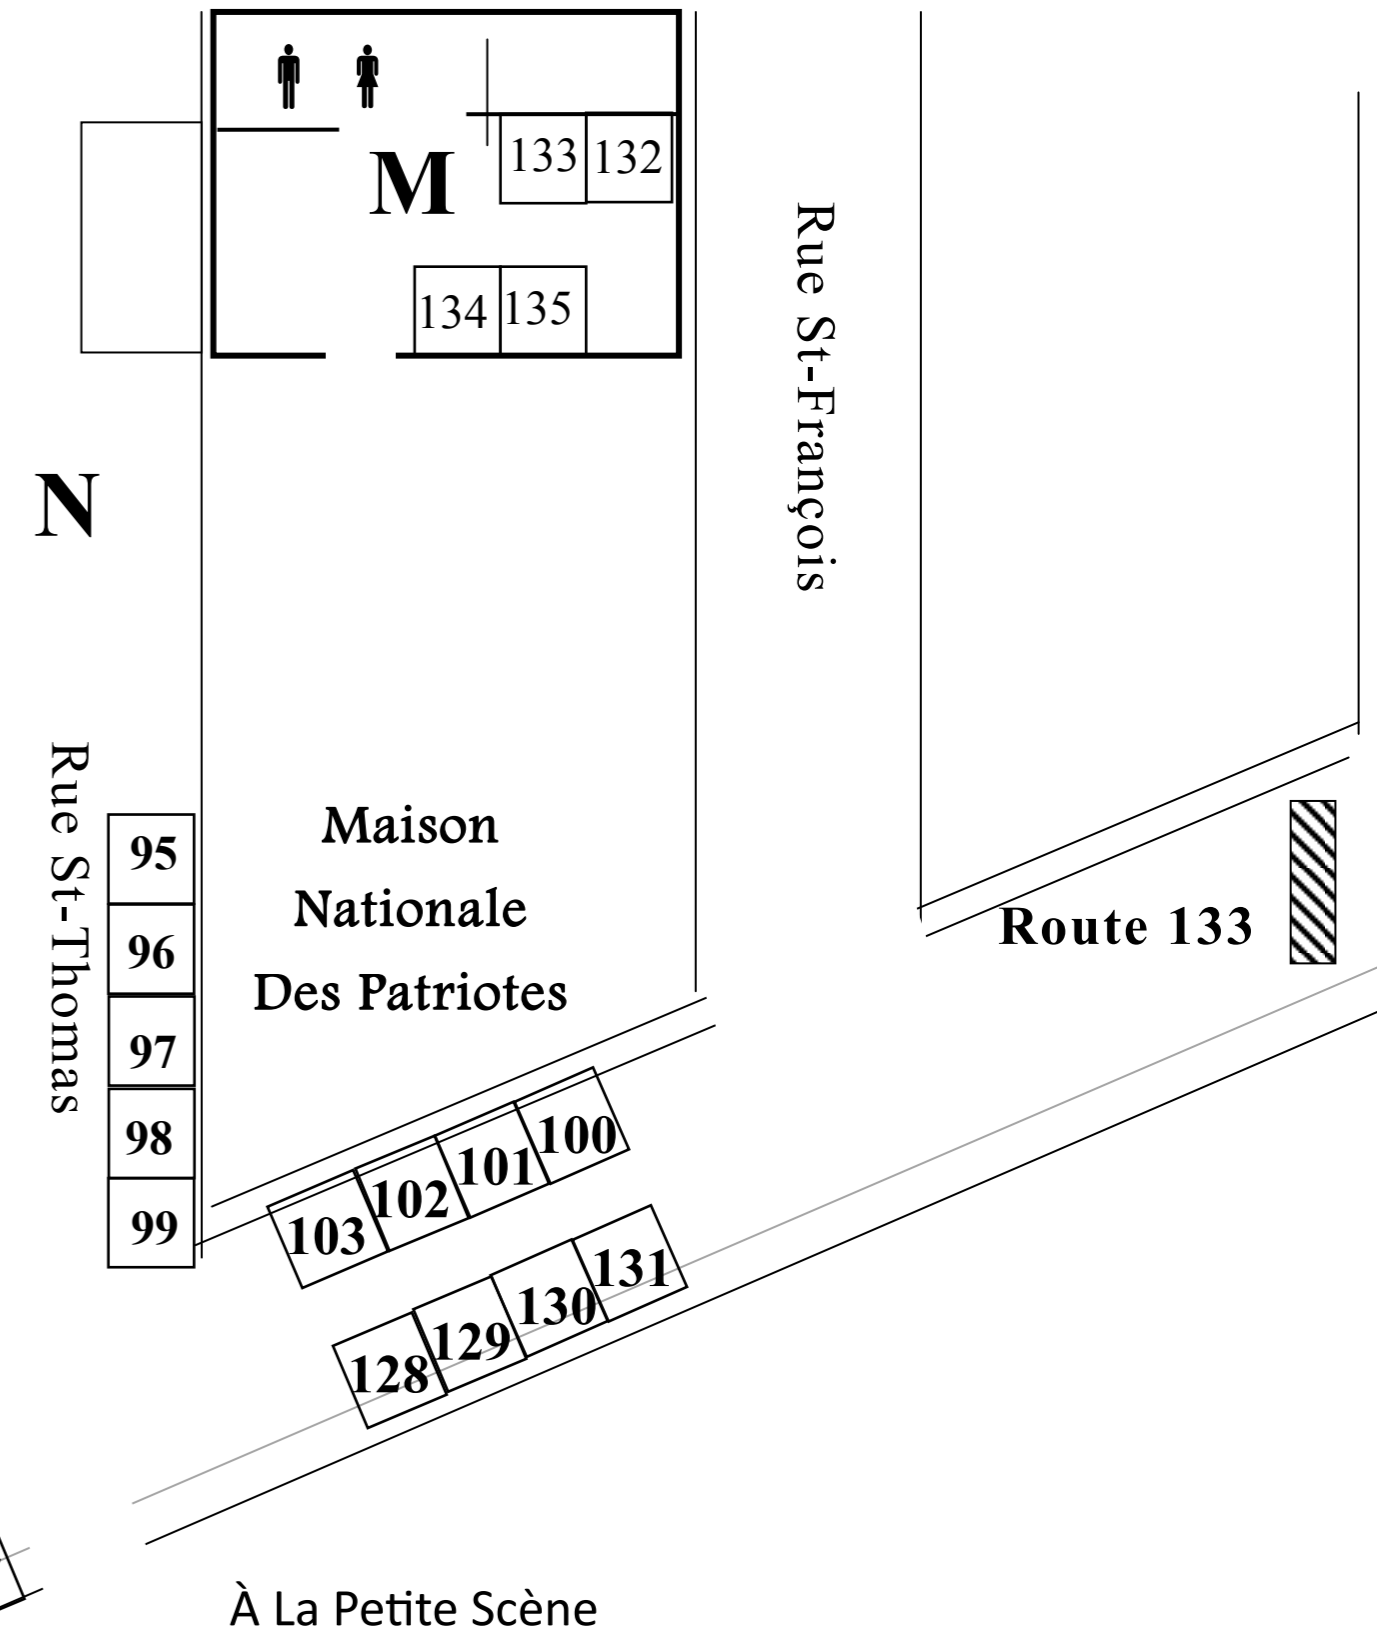 M
133 132
134 135
Rue St-François
N
Rue St-Thomas
95
96
97
98
99
Maison
Nationale
Des Patriotes
Route 133
100
101
102
103
131
130
129
128
À La Petite Scène